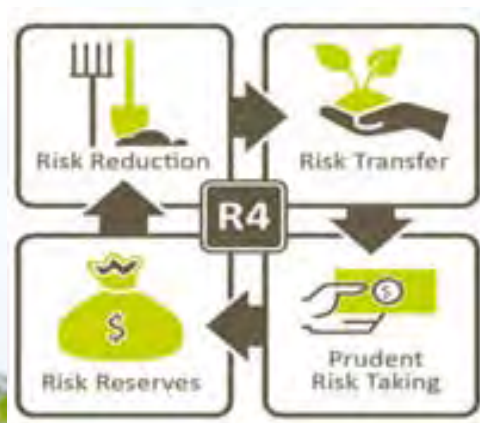 Risk Reduction
Risk Transfer
R4
$
Risk Reserves
$
Prudent
Risk Taking